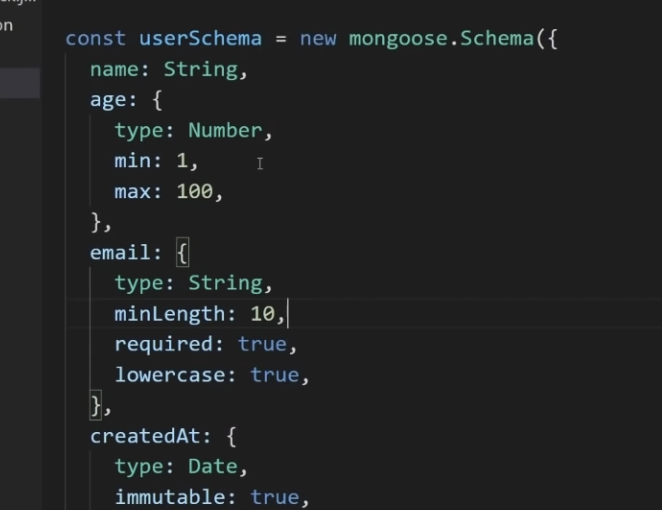 on
const userSchema = new mongoose.Schema({
name: String,
age: {
type: Number,
min: 1,
max: 100,
},
email: {
type: String,
minLength: 10,
required: true,
lowercase: true,
},
createdAt: {
type: Date,
immutable: true,